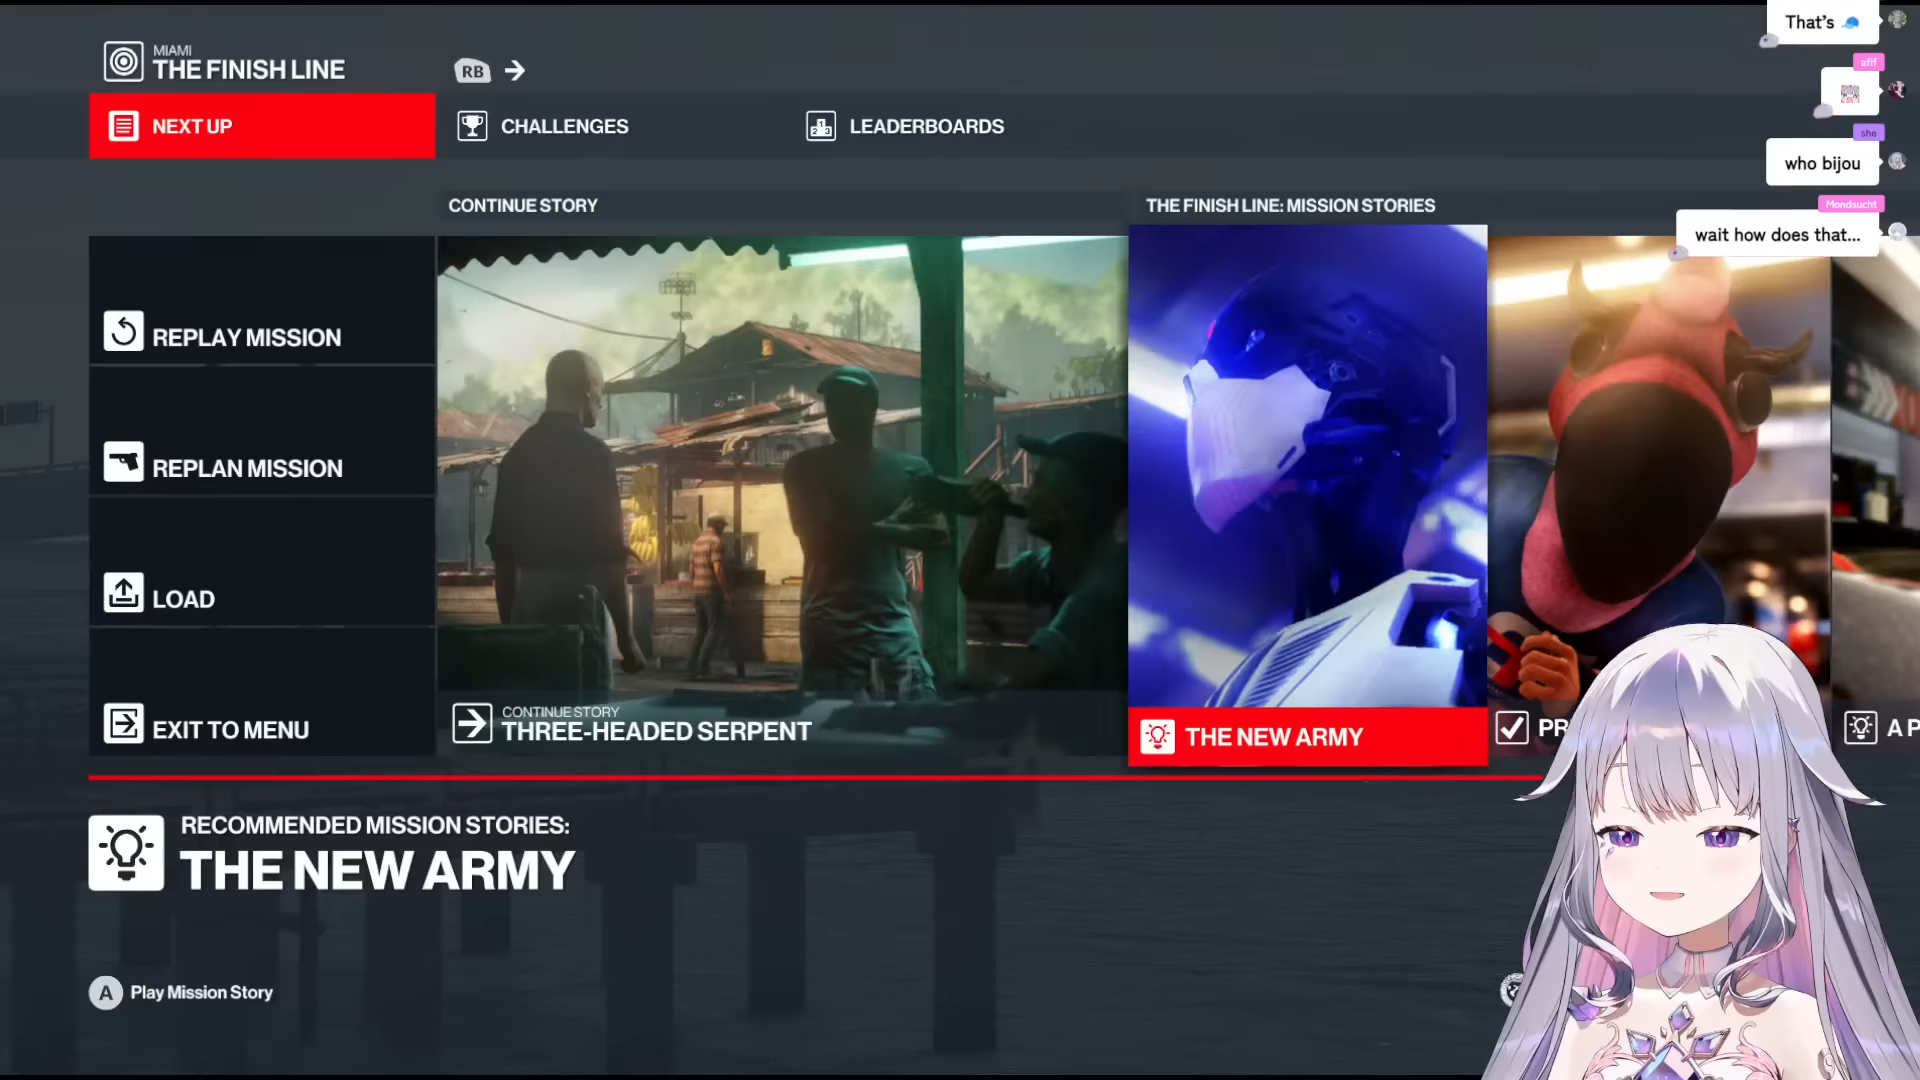 MIAMI
THE FINISH LINE
RB
NEXT UP
CHALLENGES
LEADERBOARDS
CONTINUE STORY
THE FINISH LINE: MISSION STORIES
REPLAY MISSION
REPLAN MISSION
LOAD
EXIT TO MENU
CONTINUE STORY
THREE-HEADED SERPENT
THE NEW ARMY
PR
A P
RECOMMENDED MISSION STORIES:
THE NEW ARMY
A Play Mission Story
That's
afif
sho
who bijou
Mondsucht
wait how does that...